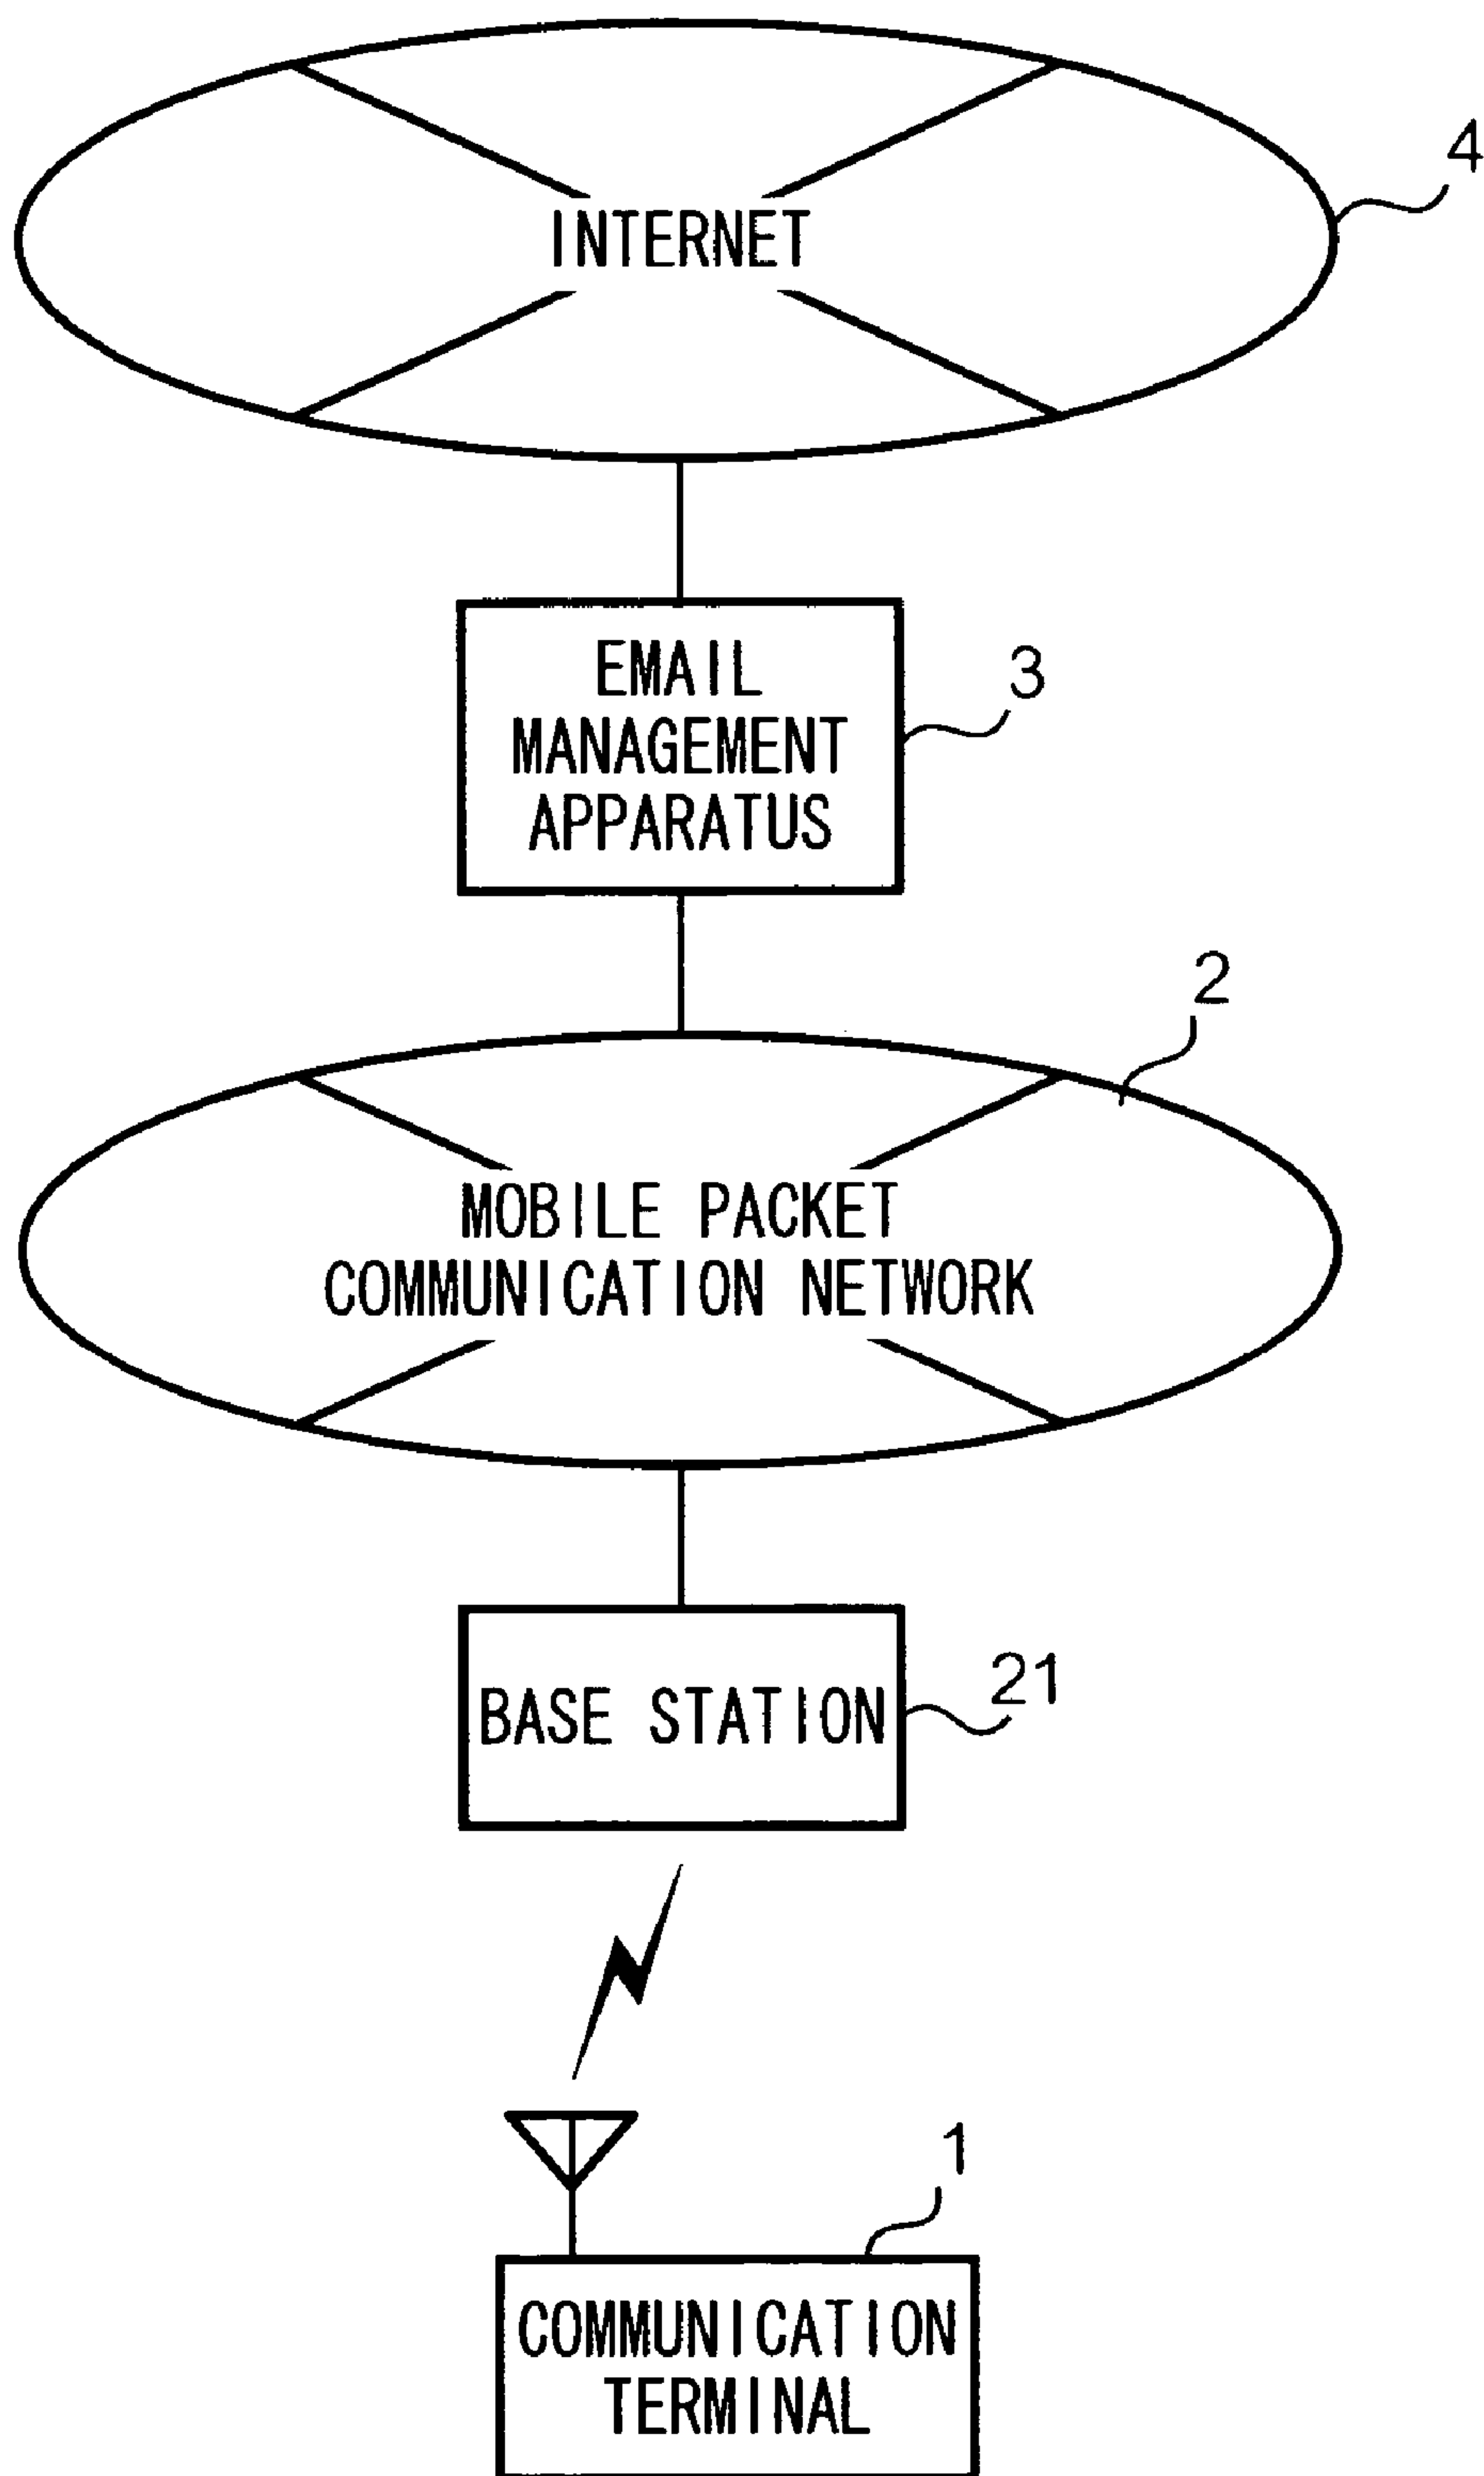 4
INTERNET
3
EMAIL
MANAGEMENT
APPARATUS
2
MOBILE PACKET
COMMUNICATION NETWORK
21
BASE STATION
1
COMMUNICATION
TERMINAL